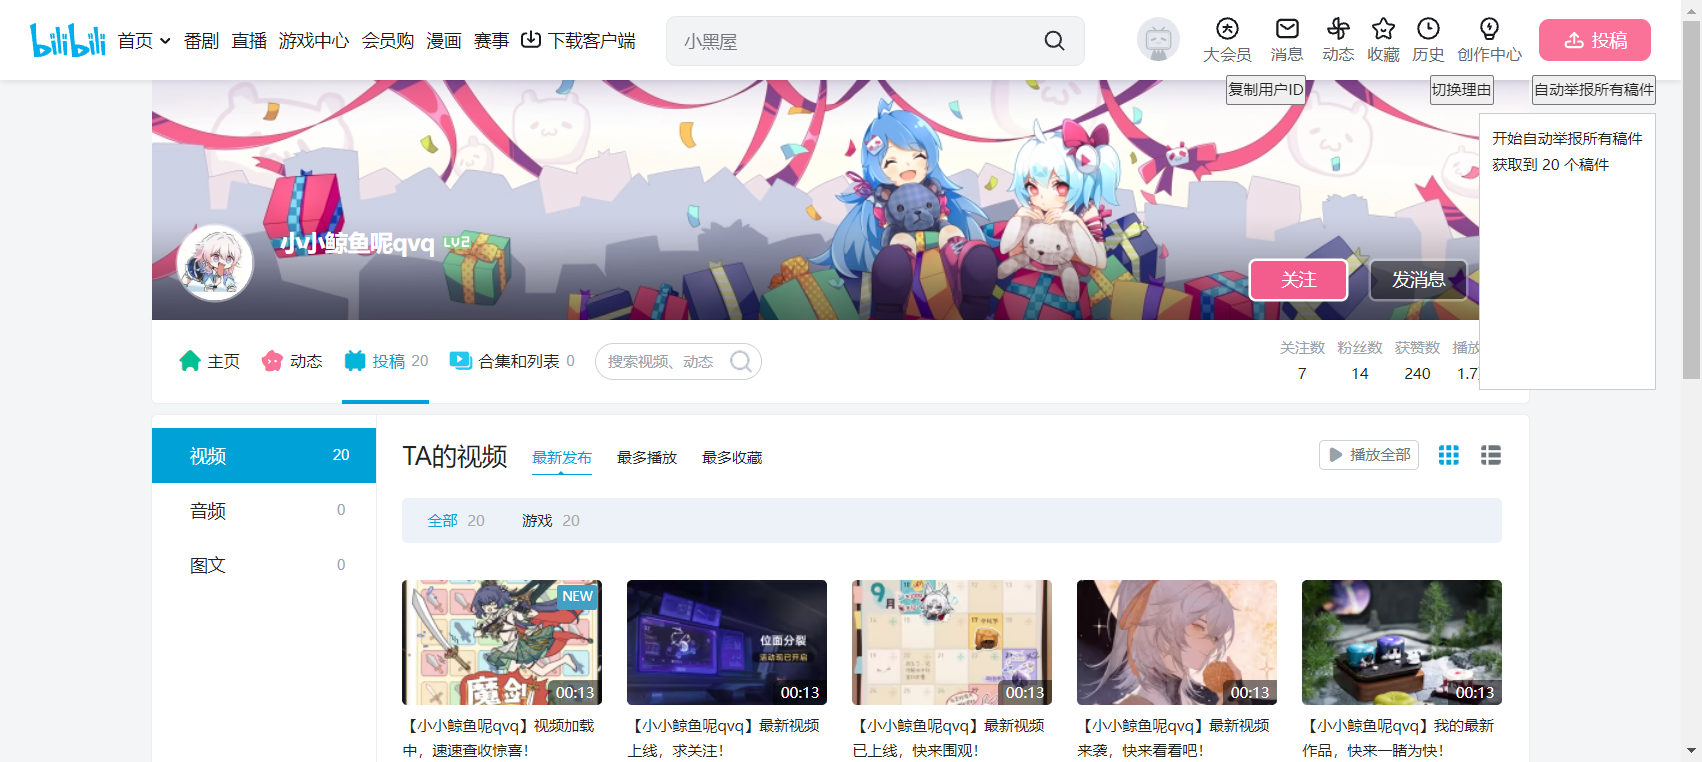 bilibili 首页 番剧 直播 游戏中心 会员购 漫画 赛事 下载客户端 小黑屋 大会员 消息 动态 收藏 历史 创作中心 投稿
复制用户ID 切换理由 自动举报所有稿件
开始自动举报所有稿件
获取到 20 个稿件
小小鲸鱼呢qvq LV2
关注 发消息
主页 动态 投稿 20 合集和列表 0 搜索视频、动态
关注数 粉丝数 获赞数 播放
7 14 240 1.7
视频 20
音频 0
图文 0
TA的视频 最新发布 最多播放 最多收藏 播放全部
全部 20 游戏 20
NEW
魔剑
00:13
位面分裂
活动现已开启
00:13
9月
00:13
00:13
00:13
【小小鲸鱼呢qvq】视频加载
中，速速查收惊喜！
【小小鲸鱼呢qvq】最新视频
上线，求关注！
【小小鲸鱼呢qvq】最新视频
已上线，快来围观！
【小小鲸鱼呢qvq】最新视频
来袭，快来看看吧！
【小小鲸鱼呢qvq】我的最新
作品，快来一睹为快！